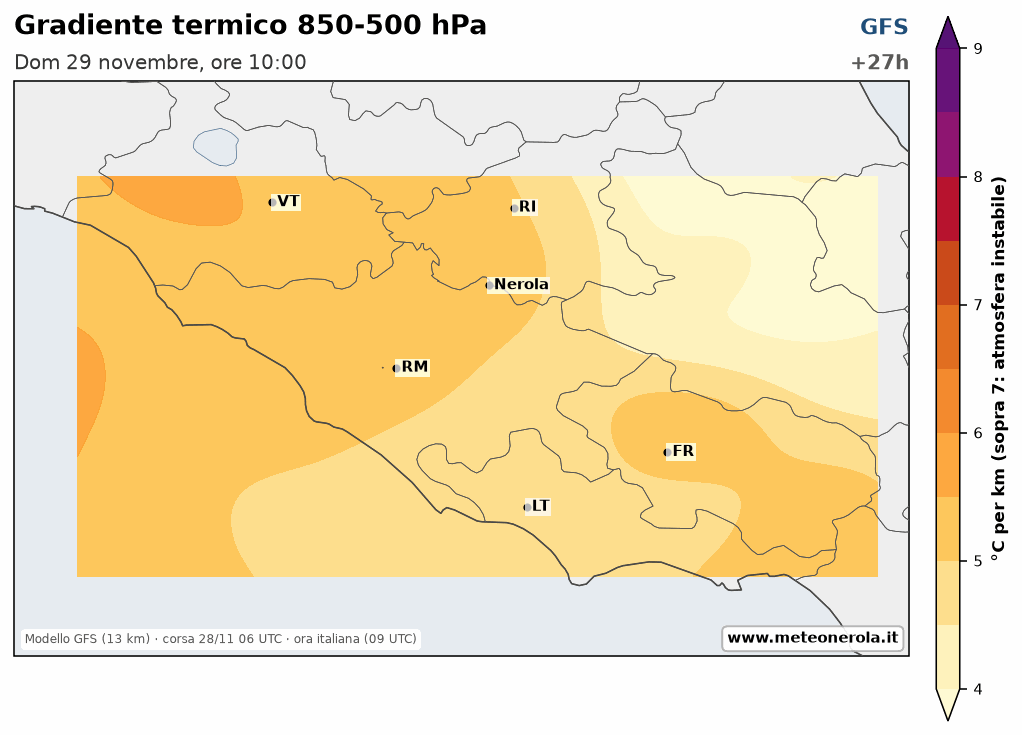 Gradiente termico 850-500 hPa
GFS
Dom 29 novembre, ore 10:00
+27h
VT
RI
Nerola
RM
FR
LT
Modello GFS (13 km) · corsa 28/11 06 UTC · ora italiana (09 UTC)
www.meteonerola.it
9
8
7
6
5
4
°C per km (sopra 7: atmosfera instabile)